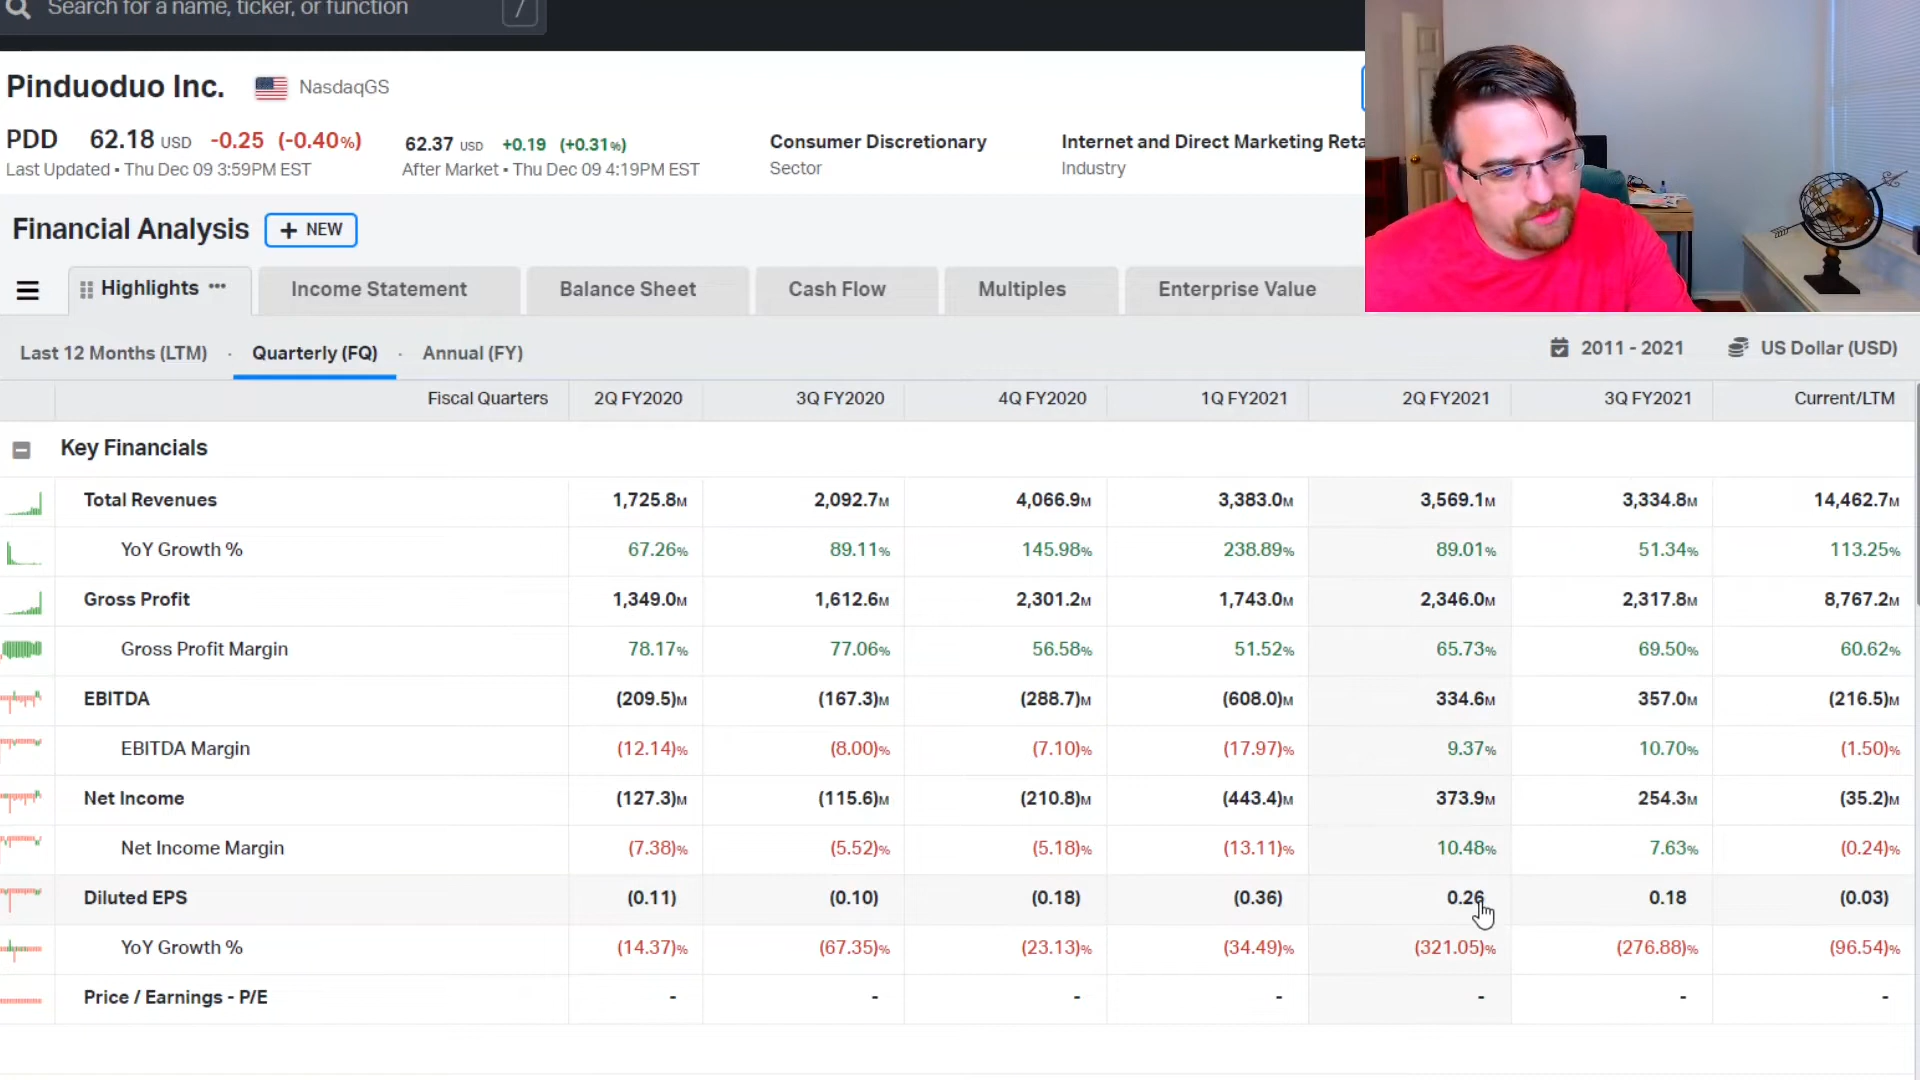 Search for a name, ticker, or function /
Pinduoduo Inc. NasdaqGS
PDD 62.18 USD -0.25 (-0.40%) 62.37 USD +0.19 (+0.31%) Consumer Discretionary Internet and Direct Marketing Reta
Last Updated • Thu Dec 09 3:59PM EST After Market • Thu Dec 09 4:19PM EST Sector Industry
Financial Analysis + NEW
Highlights ••• Income Statement Balance Sheet Cash Flow Multiples Enterprise Value
Last 12 Months (LTM) · Quarterly (FQ) · Annual (FY) 2011 - 2021 US Dollar (USD)
Fiscal Quarters 2Q FY2020 3Q FY2020 4Q FY2020 1Q FY2021 2Q FY2021 3Q FY2021 Current/LTM
Key Financials
Total Revenues 1,725.8M 2,092.7M 4,066.9M 3,383.0M 3,569.1M 3,334.8M 14,462.7M
YoY Growth % 67.26% 89.11% 145.98% 238.89% 89.01% 51.34% 113.25%
Gross Profit 1,349.0M 1,612.6M 2,301.2M 1,743.0M 2,346.0M 2,317.8M 8,767.2M
Gross Profit Margin 78.17% 77.06% 56.58% 51.52% 65.73% 69.50% 60.62%
EBITDA (209.5)M (167.3)M (288.7)M (608.0)M 334.6M 357.0M (216.5)M
EBITDA Margin (12.14)% (8.00)% (7.10)% (17.97)% 9.37% 10.70% (1.50)%
Net Income (127.3)M (115.6)M (210.8)M (443.4)M 373.9M 254.3M (35.2)M
Net Income Margin (7.38)% (5.52)% (5.18)% (13.11)% 10.48% 7.63% (0.24)%
Diluted EPS (0.11) (0.10) (0.18) (0.36) 0.26 0.18 (0.03)
YoY Growth % (14.37)% (67.35)% (23.13)% (34.49)% (321.05)% (276.88)% (96.54)%
Price / Earnings - P/E - - - - - - -